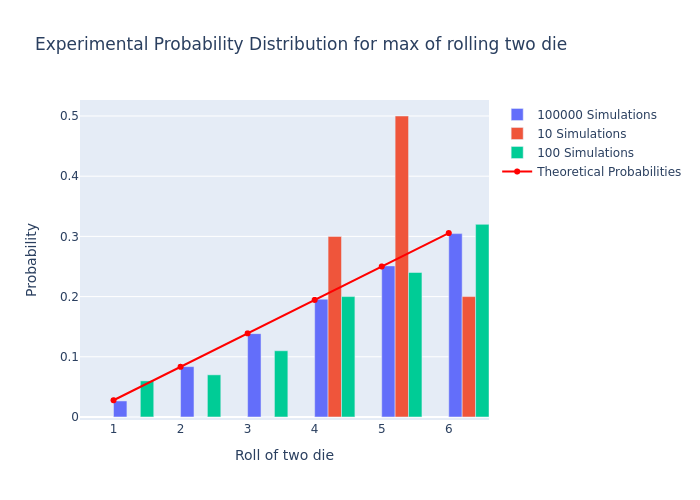 Experimental Probability Distribution for max of rolling two die
0.5
0.4
0.3
0.2
0.1
0
Probability
1 2 3 4 5 6
Roll of two die
100000 Simulations
10 Simulations
100 Simulations
Theoretical Probabilities